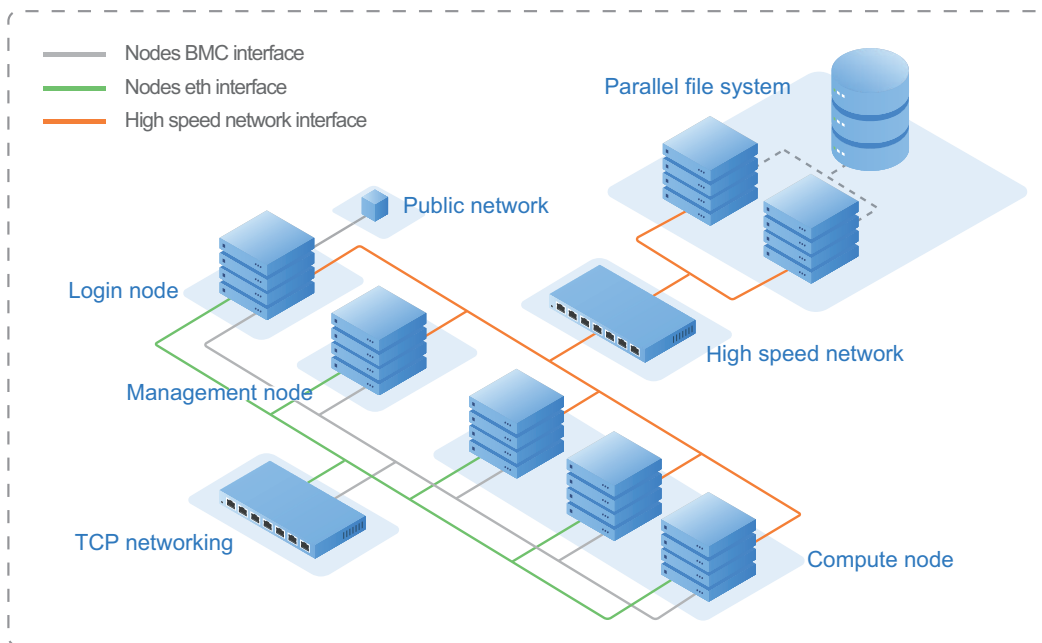 Nodes BMC interface
Nodes eth interface
High speed network interface
Parallel file system
Public network
Login node
High speed network
Management node
TCP networking
Compute node